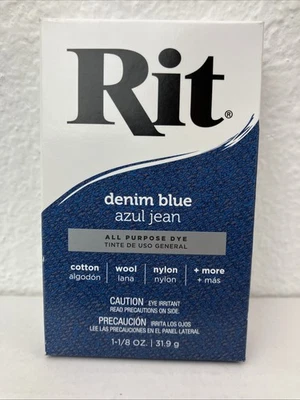 Rit®
denim blue
azul jean
ALL PURPOSE DYE
TINTE DE USO GENERAL
cotton wool nylon + more
algodón lana nylon + más
CAUTION EYE IRRITANT
READ PRECAUTIONS ON SIDE.
PRECAUCIÓN IRRITA LOS OJOS
LEE LAS PRECAUCIONES EN EL PANEL LATERAL
1-1/8 OZ. | 31.9 g